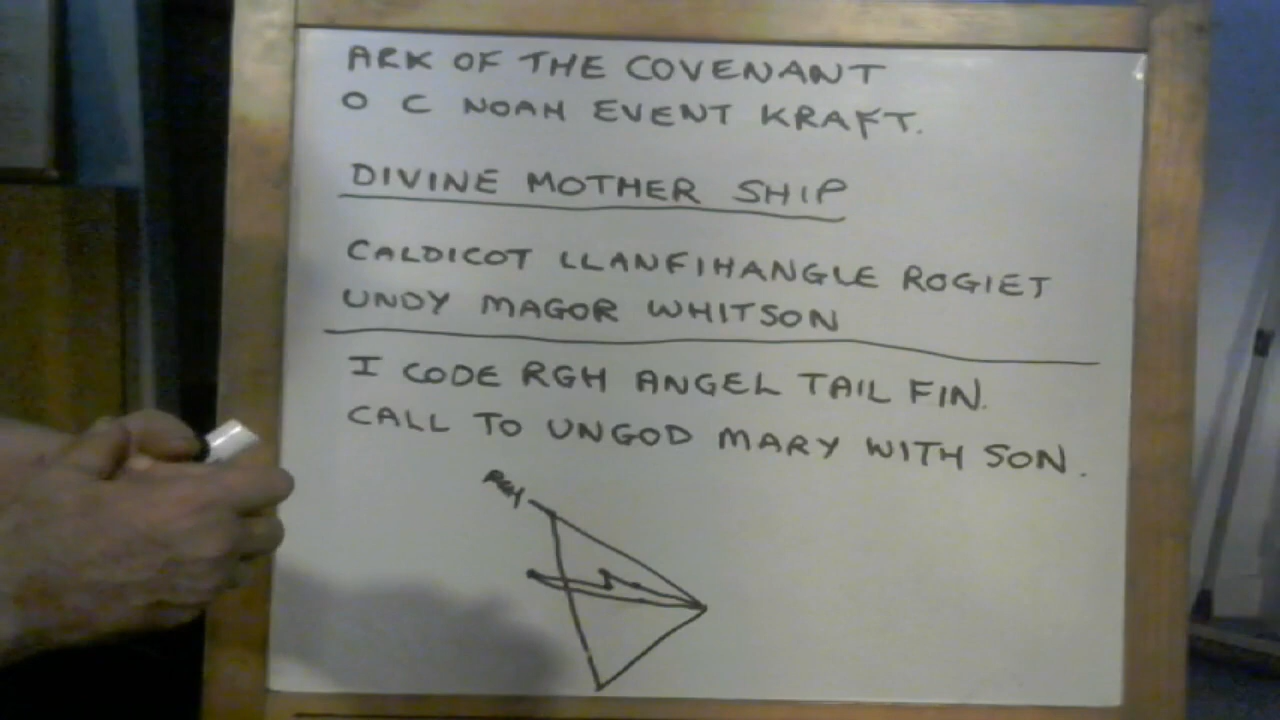 ARK OF THE COVENANT
O C NOAH EVENT KRAFT.
DIVINE MOTHER SHIP
CALDICOT LLANFIHANGLE ROGIET
UNDY MAGOR WHITSON
I CODE RGH ANGEL TAIL FIN.
CALL TO UNGOD MARY WITH SON.
RGH